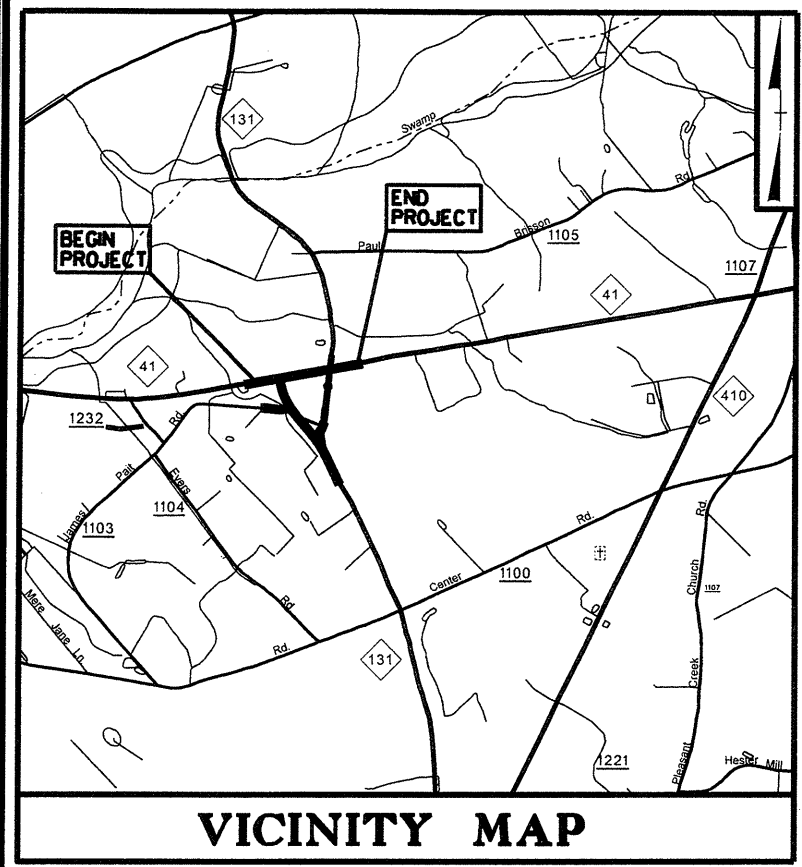 131
Swamp
END
PROJECT
Rd.
BEGIN
PROJECT
Paul
Brisson
1105
1107
41
41
410
1232
Rd
Pait
Evers
1104
James
1103
Rd.
Church
Rd.
Center
1100
1107
Mere Jane Ln
Rd
Rd.
131
Creek
1221
Pleasant
Hester Mill
VICINITY MAP